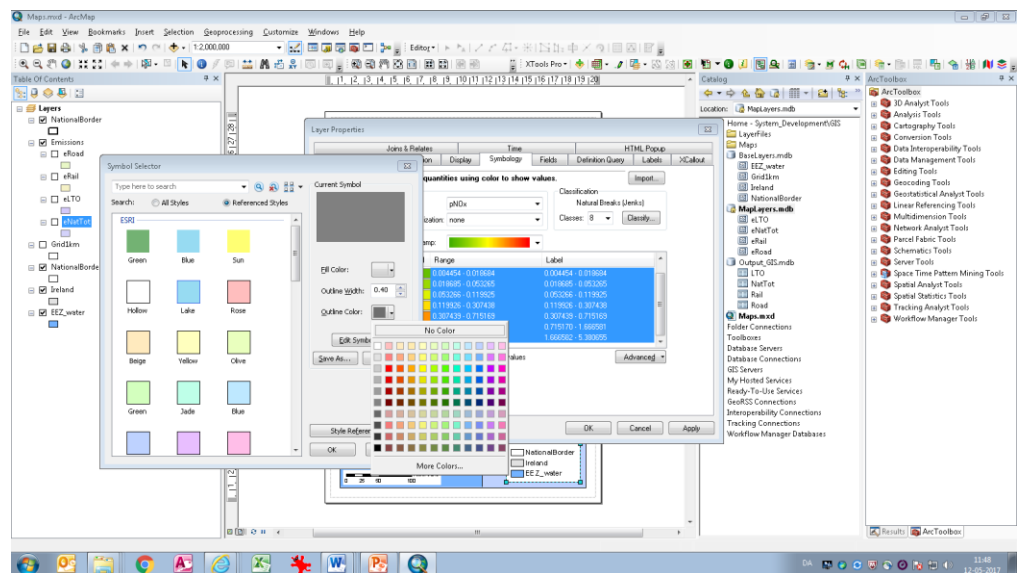 Maps.mxd - ArcMap
File Edit View Bookmarks Insert Selection Geoprocessing Customize Windows Help
1:2,000,000
Editor
XTools Pro
Table Of Contents
Layers
NationalBorder
Emissions
eRoad
eRail
eLTO
eNatTot
Grid1km
NationalBorde
Ireland
EEZ_water
Symbol Selector
Type here to search
Search: All Styles Referenced Styles
ESRI
Green Blue Sun
Hollow Lake Rose
Beige Yellow Olive
Green Jade Blue
Current Symbol
Fill Color:
Outline Width: 0.40
Outline Color:
Edit Symb
Save As...
Style Referen
OK
No Color
More Colors...
Layer Properties
Joins & Relates Time HTML Popup
on Display Symbology Fields Definition Query Labels XCallout
quantities using color to show values. Import...
Classification
pNOx Natural Breaks (Jenks)
ization: none Classes: 8 Classify...
amp:
Range Label
0.004454 - 0.018684 0.004454 - 0.018684
0.018685 - 0.053265 0.018685 - 0.053265
0.053266 - 0.119925 0.053266 - 0.119925
0.119926 - 0.307438 0.119926 - 0.307438
0.307439 - 0.715169 0.307439 - 0.715169
0.715170 - 1.666581
1.666582 - 5.380655
values Advanced
OK Cancel Apply
NationalBorder
Ireland
EEZ_water
0 25 50 100
Catalog
Location: MapLayers.mdb
Home - System_Development\GIS
LayerFiles
Maps
BaseLayers.mdb
EEZ_water
Grid1km
Ireland
NationalBorder
MapLayers.mdb
eLTO
eNatTot
eRail
eRoad
Output_GIS.mdb
LTO
NatTot
Rail
Road
Maps.mxd
Folder Connections
Toolboxes
Database Servers
Database Connections
GIS Servers
My Hosted Services
Ready-To-Use Services
GeoRSS Connections
Interoperability Connections
Tracking Connections
Workflow Manager Databases
ArcToolbox
ArcToolbox
3D Analyst Tools
Analysis Tools
Cartography Tools
Conversion Tools
Data Interoperability Tools
Data Management Tools
Editing Tools
Geocoding Tools
Geostatistical Analyst Tools
Linear Referencing Tools
Multidimension Tools
Network Analyst Tools
Parcel Fabric Tools
Schematics Tools
Server Tools
Space Time Pattern Mining Tools
Spatial Analyst Tools
Spatial Statistics Tools
Tracking Analyst Tools
Workflow Manager Tools
Results ArcToolbox
DA
11:48
12-05-2017